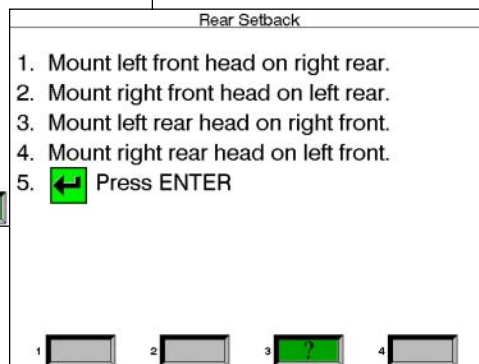 Rear Setback
1. Mount left front head on right rear.
2. Mount right front head on left rear.
3. Mount left rear head on right front.
4. Mount right rear head on left front.
5. Press ENTER
1 2 3 ? 4